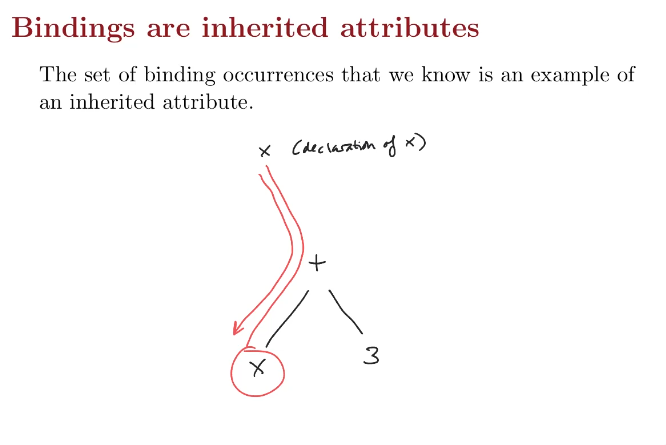 Bindings are inherited attributes
The set of binding occurrences that we know is an example of
an inherited attribute.
x (declaration of x)
+
x 3